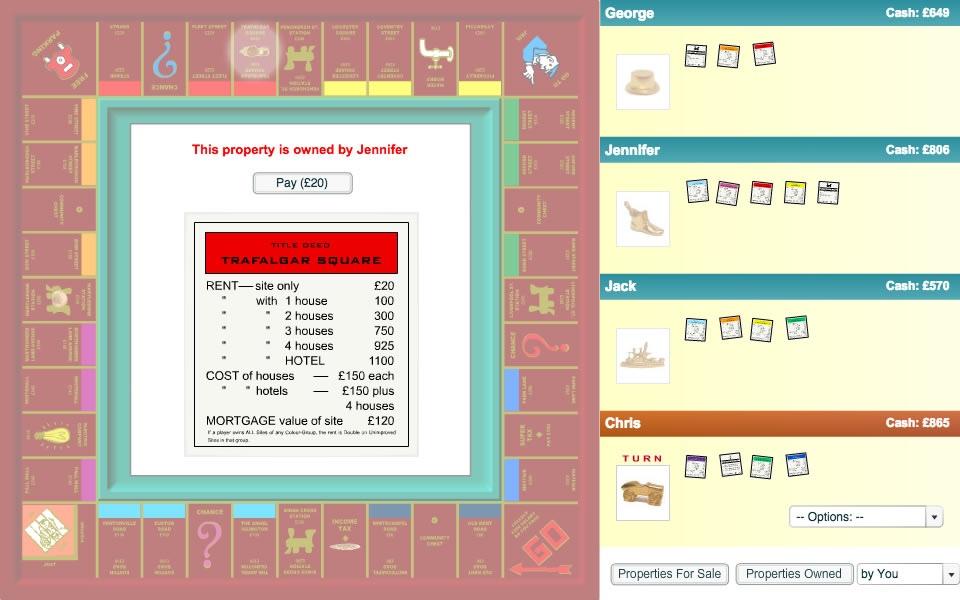 This property is owned by Jennifer
Pay (£20)
TITLE DEED
TRAFALGAR SQUARE
RENT— site only £20
" with 1 house 100
" " 2 houses 300
" " 3 houses 750
" " 4 houses 925
" " HOTEL 1100
COST of houses — £150 each
" " hotels — £150 plus
4 houses
MORTGAGE value of site £120
If a player owns ALL Sites of any Colour-Group, the rent is Double on Unimproved
Sites in that group.
FREE
PARKING
STRAND
CHANCE
FLEET STREET
FENCHURCH ST.
STATION
LEICESTER
SQUARE
COVENTRY
STREET
WATER
WORKS
PICCADILLY
GO TO
JAIL
VINE STREET
MARLBOROUGH
STREET
COMMUNITY
CHEST
BOW STREET
MARYLEBONE
STATION
NORTHUMBERLAND
AVENUE
WHITEHALL
ELECTRIC
COMPANY
PALL MALL
REGENT
STREET
OXFORD
STREET
COMMUNITY
CHEST
BOND STREET
LIVERPOOL ST.
STATION
CHANCE
PARK LANE
SUPER
TAX
MAYFAIR
JAIL
PENTONVILLE
ROAD
EUSTON
ROAD
CHANCE
THE ANGEL
ISLINGTON
KINGS CROSS
STATION
INCOME
TAX
WHITECHAPEL
ROAD
COMMUNITY
CHEST
OLD KENT
ROAD
GO
George Cash: £649
Jennifer Cash: £806
Jack Cash: £570
Chris Cash: £865
TURN
-- Options: --
Properties For Sale
Properties Owned
by You